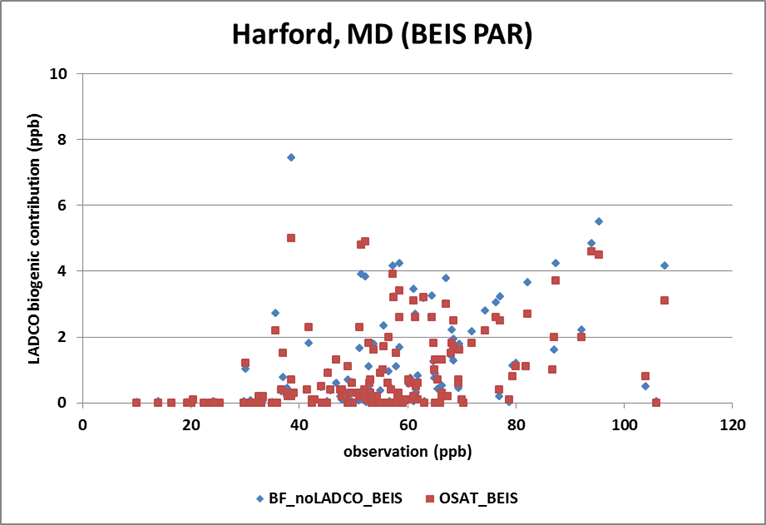 Harford, MD (BEIS PAR)
LADCO biogenic contribution (ppb)
10
8
6
4
2
0
0 20 40 60 80 100 120
observation (ppb)
BF_noLADCO_BEIS OSAT_BEIS